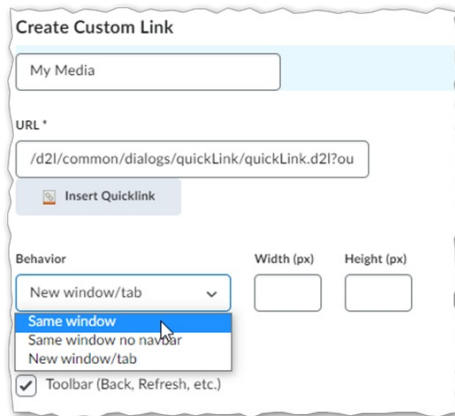 Create Custom Link
My Media
URL *
/d2l/common/dialogs/quickLink/quickLink.d2l?ou
Insert Quicklink
Behavior Width (px) Height (px)
New window/tab
Same window
Same window no navbar
New window/tab
Toolbar (Back, Refresh, etc.)